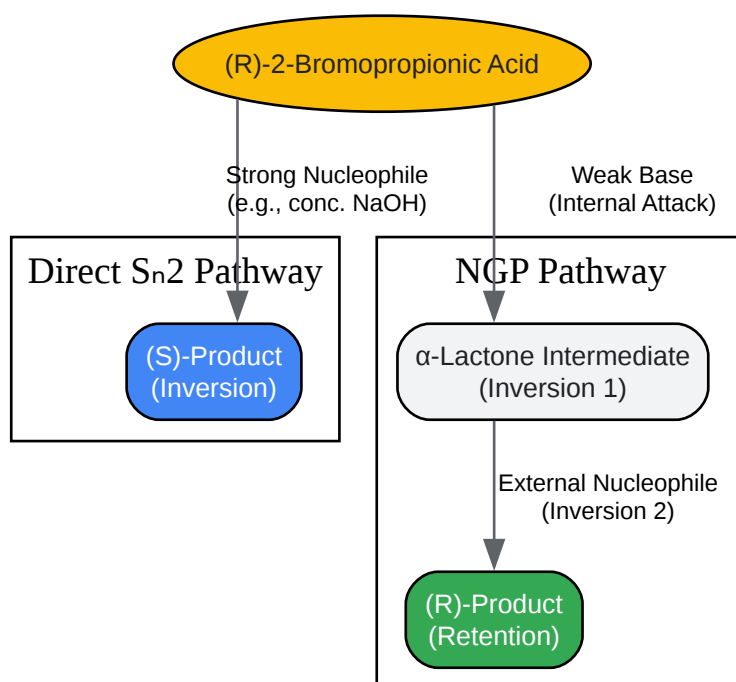 (R)-2-Bromopropionic Acid
Strong Nucleophile
(e.g., conc. NaOH)
Weak Base
(Internal Attack)
Direct Sₙ2 Pathway
(S)-Product
(Inversion)
NGP Pathway
α-Lactone Intermediate
(Inversion 1)
External Nucleophile
(Inversion 2)
(R)-Product
(Retention)